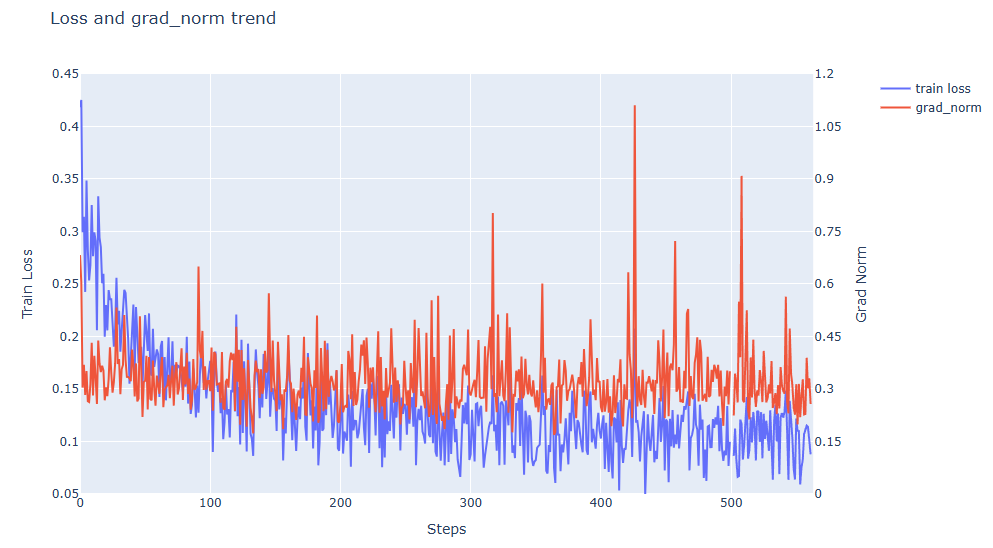 Loss and grad_norm trend
train loss
grad_norm
0.45
0.4
0.35
0.3
0.25
0.2
0.15
0.1
0.05
Train Loss
1.2
1.05
0.9
0.75
0.6
0.45
0.3
0.15
0
Grad Norm
0 100 200 300 400 500
Steps